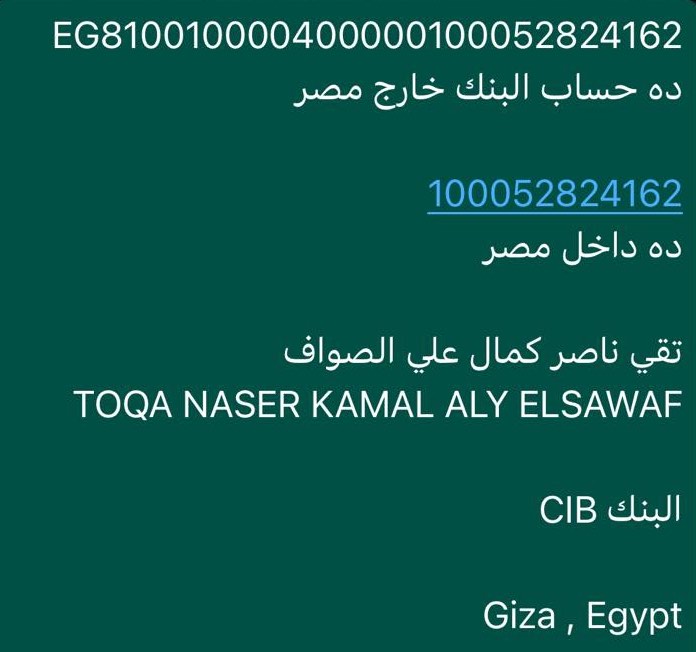 EG810010000400000100052824162
ده حساب البنك خارج مصر
100052824162
ده داخل مصر
تقي ناصر كمال علي الصواف
TOQA NASER KAMAL ALY ELSAWAF
البنك CIB
Giza , Egypt